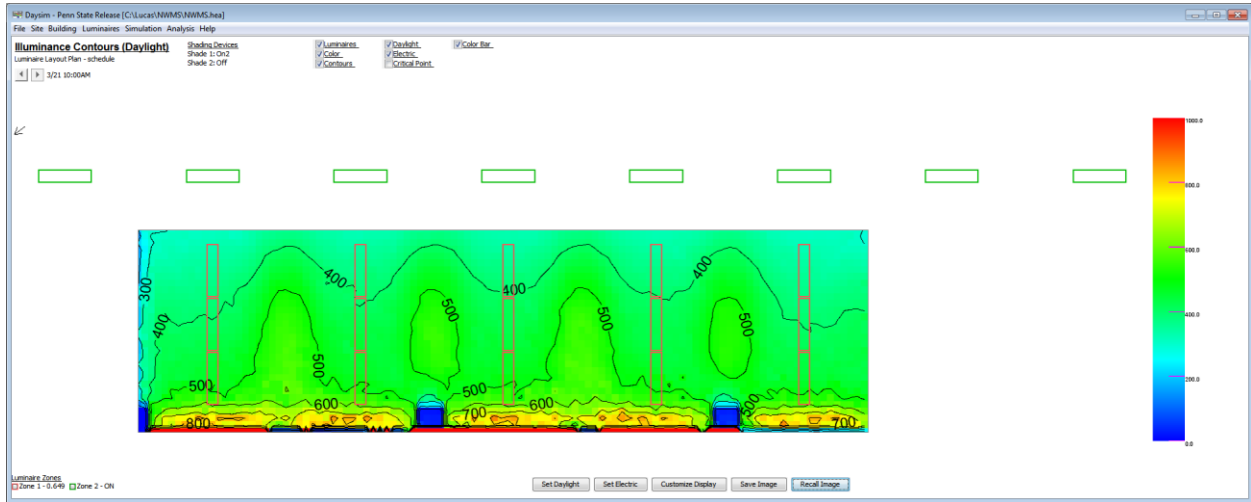 Daysim - Penn State Release [C:\Lucas\NWMS\NWMS.hea]
File Site Building Luminaires Simulation Analysis Help
Illuminance Contours (Daylight)
Luminaire Layout Plan - schedule
3/21 10:00AM
Shading Devices
Shade 1: On2
Shade 2: Off
Luminaires
Color
Contours
Daylight
Electric
Critical Point
Color Bar
1000.0
800.0
600.0
400.0
200.0
0.0
300
400
400
400
400
500
500
500
500
500
500
500
600
600
700
700
800
Luminaire Zones
Zone 1 - 0.649 Zone 2 - ON
Set Daylight Set Electric Customize Display Save Image Recall Image